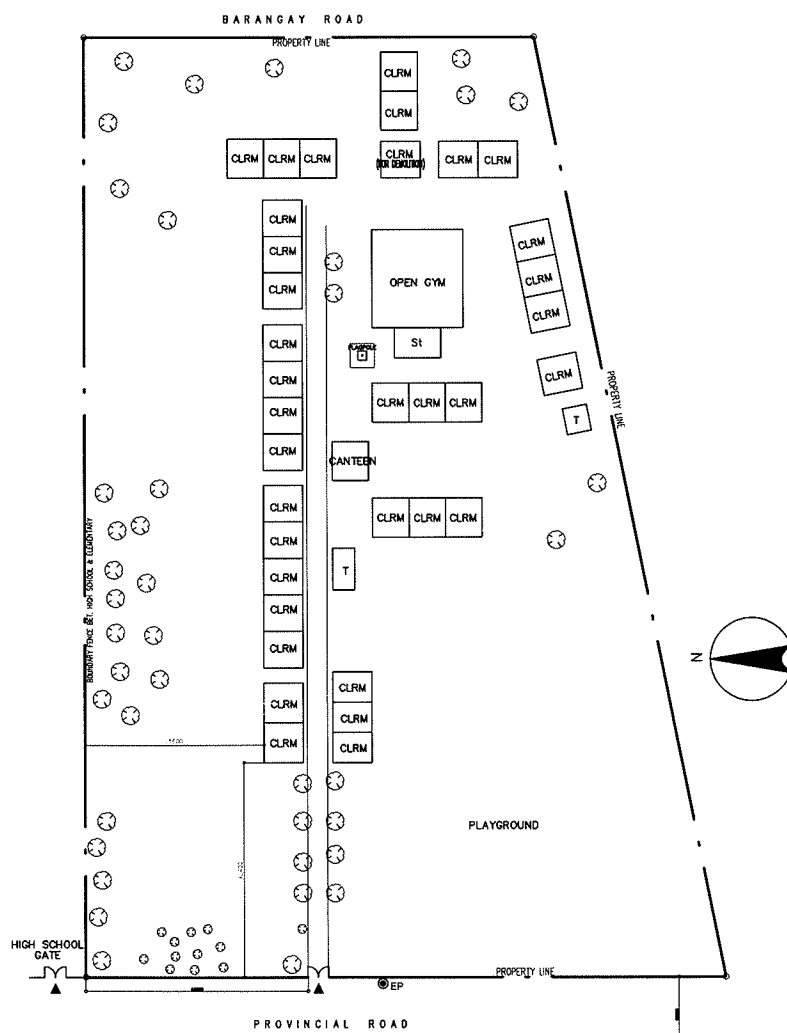 BARANGAY ROAD
PROPERTY LINE
CLRM
CLRM
CLRM CLRM CLRM
CLRM
(FOR DEMOLITION)
CLRM CLRM
CLRM
CLRM
CLRM
OPEN GYM
St
FLAGPOLE
CLRM
CLRM
CLRM
CLRM
T
PROPERTY LINE
CLRM
CLRM
CLRM
CLRM
CLRM CLRM CLRM
CANTEEN
CLRM CLRM CLRM
T
CLRM
CLRM
CLRM
CLRM
CLRM
BOUNDARY FENCE BET. HIGH SCHOOL & ELEMENTARY
N
CLRM
CLRM
CLRM
CLRM
CLRM
PLAYGROUND
HIGH SCHOOL
GATE
EP
PROPERTY LINE
PROVINCIAL ROAD